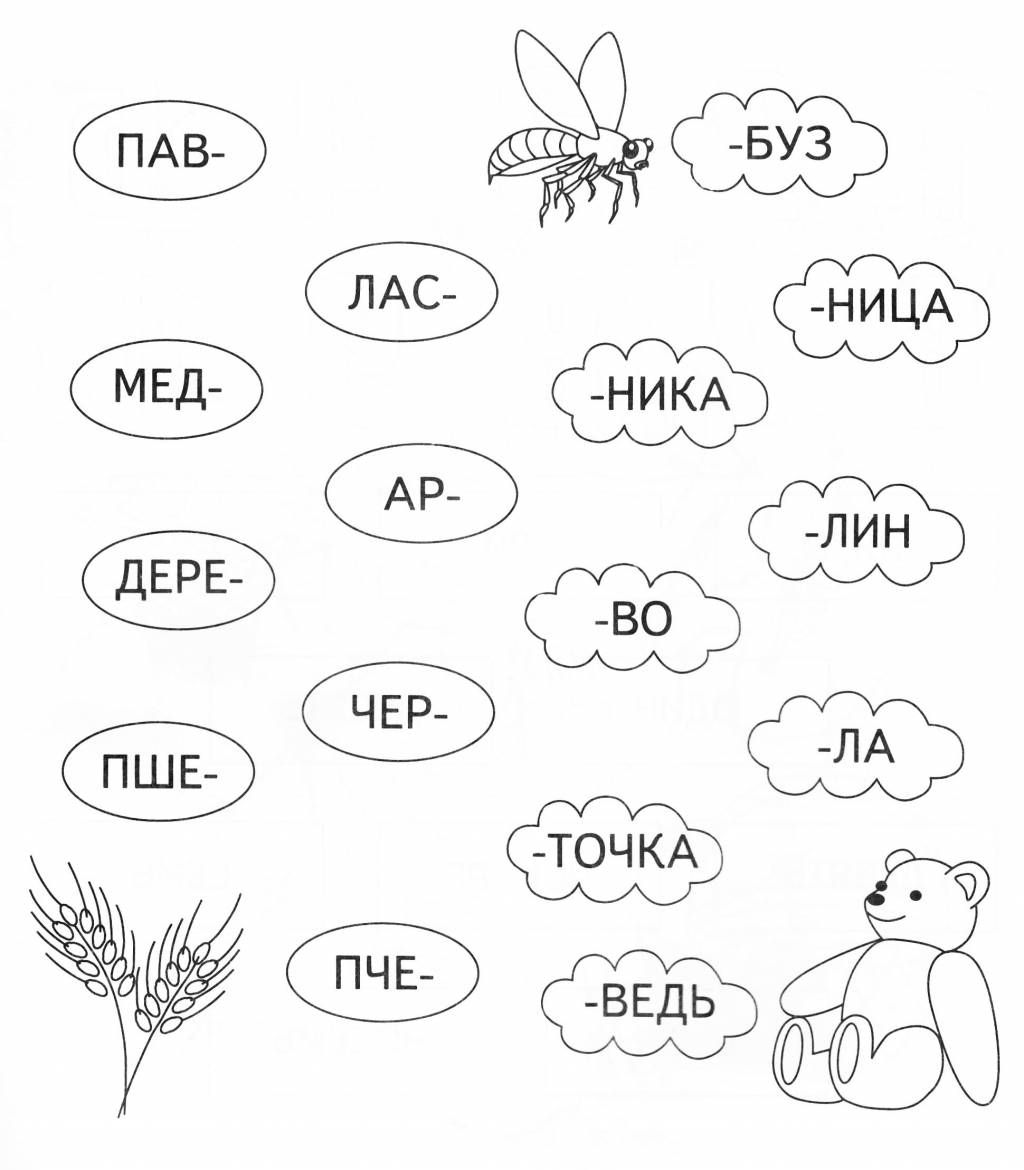 ПАВ-
-БУЗ
ЛАС-
-НИЦА
МЕД-
-НИКА
АР-
-ЛИН
ДЕРЕ-
-ВО
ЧЕР-
-ЛА
ПШЕ-
-ТОЧКА
ПЧЕ-
-ВЕДЬ